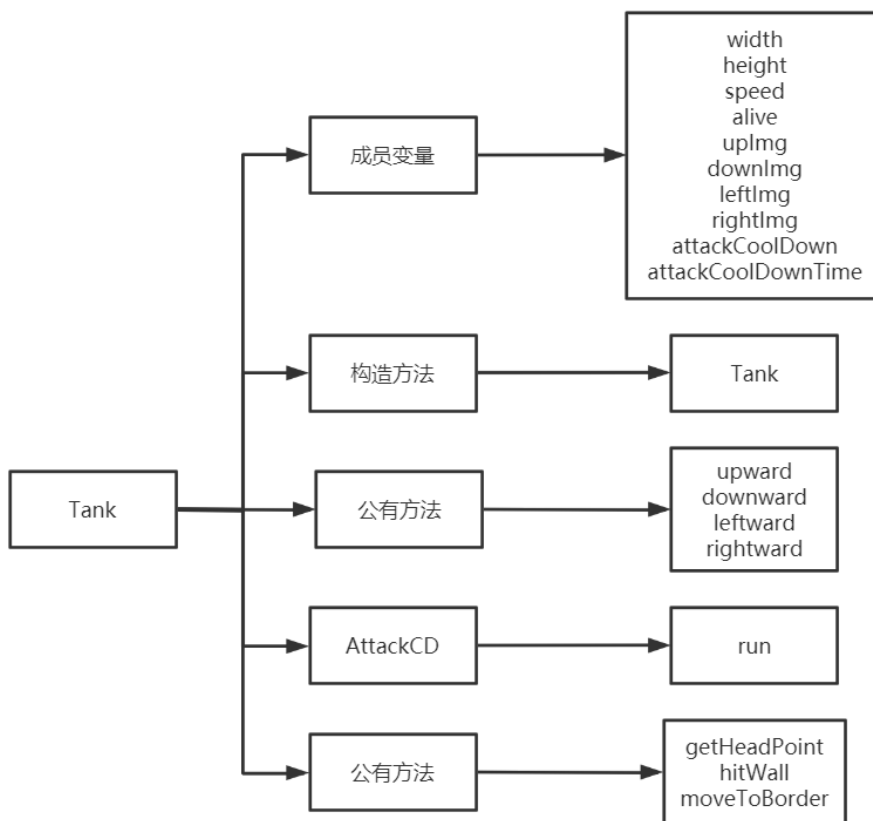 width
height
speed
alive
upImg
downImg
leftImg
rightImg
attackCoolDown
attackCoolDownTime
成员变量
构造方法
Tank
Tank
公有方法
upward
downward
leftward
rightward
AttackCD
run
公有方法
getHeadPoint
hitWall
moveToBorder